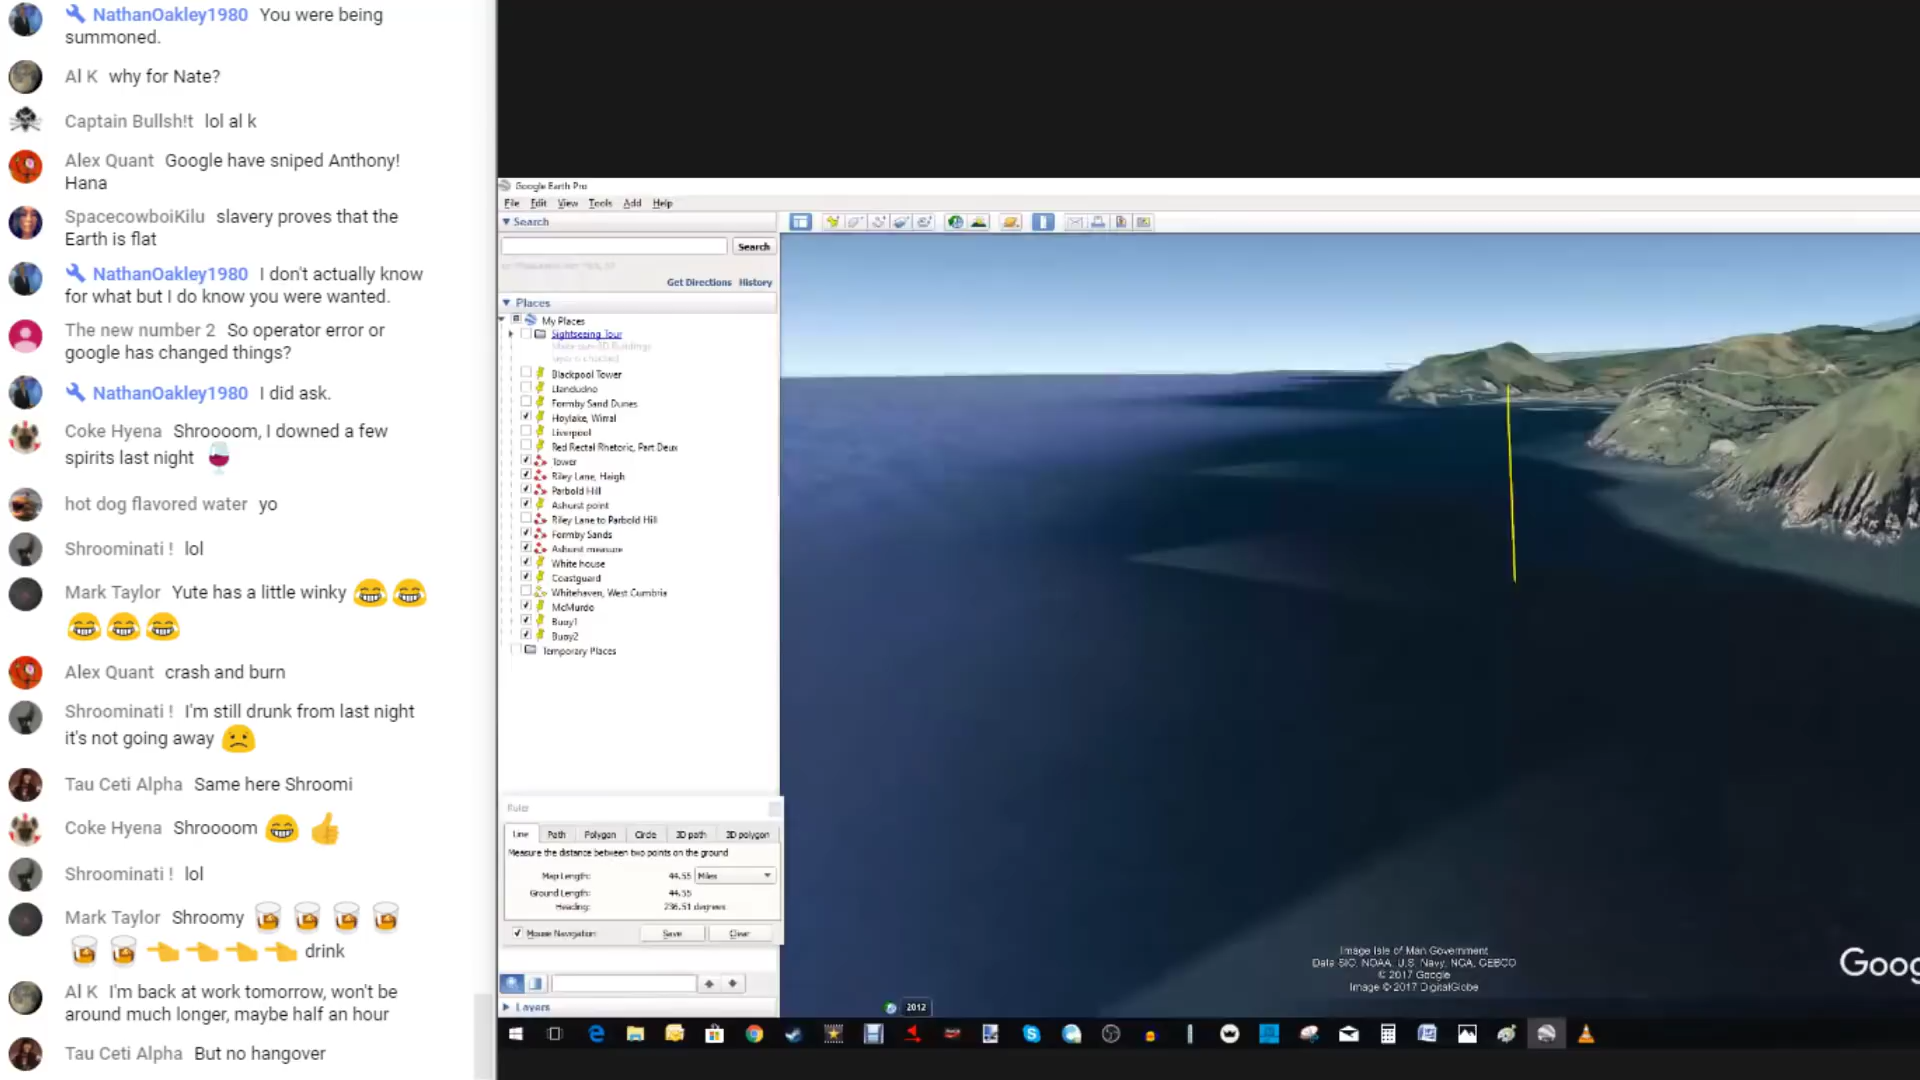 NathanOakley1980 You were being
summoned.
Al K why for Nate?
Captain Bullsh!t lol al k
Alex Quant Google have sniped Anthony!
Hana
SpacecowboiKilu slavery proves that the
Earth is flat
NathanOakley1980 I don't actually know
for what but I do know you were wanted.
The new number 2 So operator error or
google has changed things?
NathanOakley1980 I did ask.
Coke Hyena Shroooom, I downed a few
spirits last night 🍷
hot dog flavored water yo
Shroominati ! lol
Mark Taylor Yute has a little winky 😂😂
😂😂😂
Alex Quant crash and burn
Shroominati ! I'm still drunk from last night
it's not going away 🙁
Tau Ceti Alpha Same here Shroomi
Coke Hyena Shroooom 😁👍
Shroominati ! lol
Mark Taylor Shroomy 🥃🥃🥃🥃
🥃🥃👈👈👈👈 drink
Al K I'm back at work tomorrow, won't be
around much longer, maybe half an hour
Tau Ceti Alpha But no hangover
Google Earth Pro
File Edit View Tools Add Help
Search
Search
Get Directions History
Places
My Places
Sightseeing Tour
Make sure 3D Buildings
layer is checked
Blackpool Tower
Llandudno
Formby Sand Dunes
Hoylake, Wirral
Liverpool
Red Rectal Rhetoric, Part Deux
Tower
Riley Lane, Haigh
Parbold Hill
Ashurst point
Riley Lane to Parbold Hill
Formby Sands
Ashurst measure
White house
Coastguard
Whitehaven, West Cumbria
McMurdo
Buoy1
Buoy2
Temporary Places
Ruler
Line Path Polygon Circle 3D path 3D polygon
Measure the distance between two points on the ground
Map Length: 44.55 Miles
Ground Length: 44.55
Heading: 236.51 degrees
Mouse Navigation Save Clear
Layers
2012
Image Isle of Man Government
Data SIO, NOAA, U.S. Navy, NGA, GEBCO
© 2017 Google
Image © 2017 DigitalGlobe
Goog